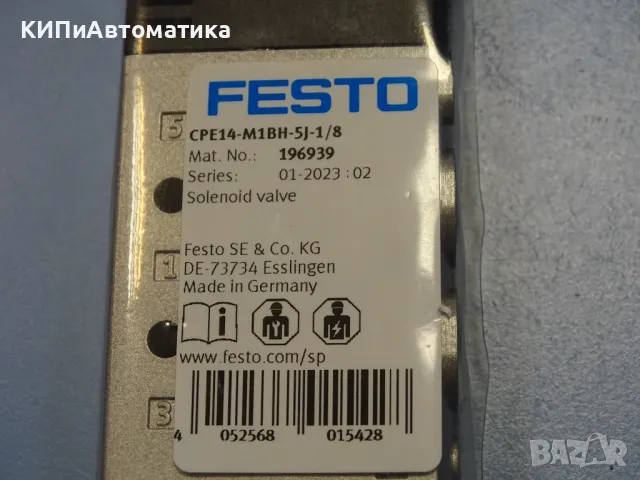 КИПиАвтоматика
FESTO
5
CPE14-M1BH-5J-1/8
Mat. No.: 196939
Series: 01-2023 : 02
Solenoid valve
Festo SE & Co. KG
1
DE-73734 Esslingen
Made in Germany
i
www.festo.com/sp
3
4 052568 015428
BAZAR